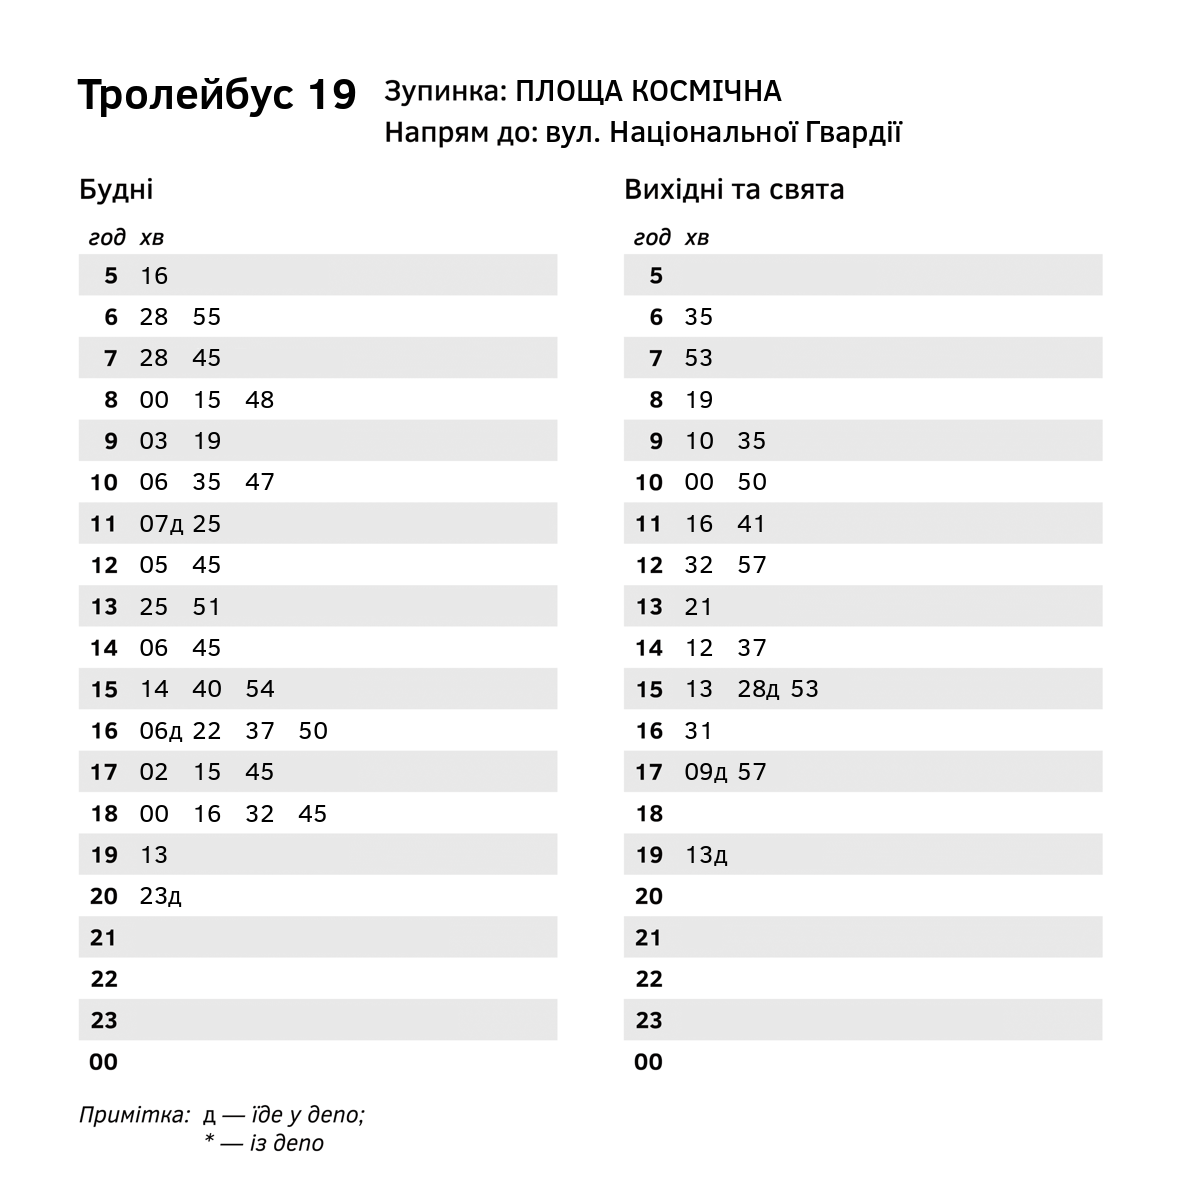 Тролейбус 19
Зупинка: ПЛОЩА КОСМІЧНА
Напрям до: вул. Національної Гвардії
Будні
год хв
5 16
6 28 55
7 28 45
8 00 15 48
9 03 19
10 06 35 47
11 07д 25
12 05 45
13 25 51
14 06 45
15 14 40 54
16 06д 22 37 50
17 02 15 45
18 00 16 32 45
19 13
20 23д
21
22
23
00
Вихідні та свята
год хв
5
6 35
7 53
8 19
9 10 35
10 00 50
11 16 41
12 32 57
13 21
14 12 37
15 13 28д 53
16 31
17 09д 57
18
19 13д
20
21
22
23
00
Примітка: д — їде у депо;
* — із депо